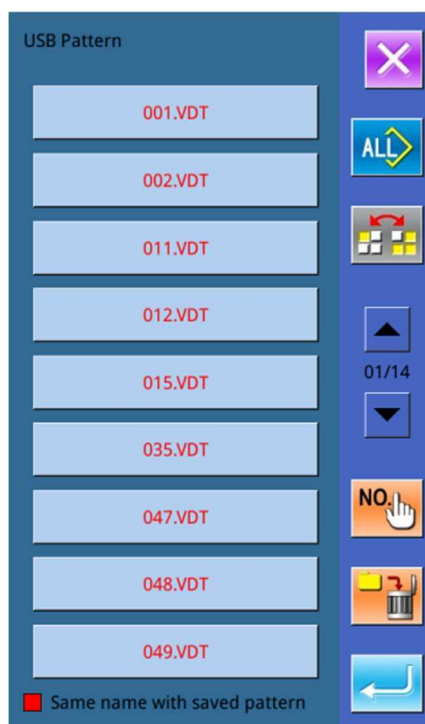 USB Pattern
001.VDT
002.VDT
011.VDT
012.VDT
015.VDT
035.VDT
047.VDT
048.VDT
049.VDT
Same name with saved pattern
ALL
01/14
NO.